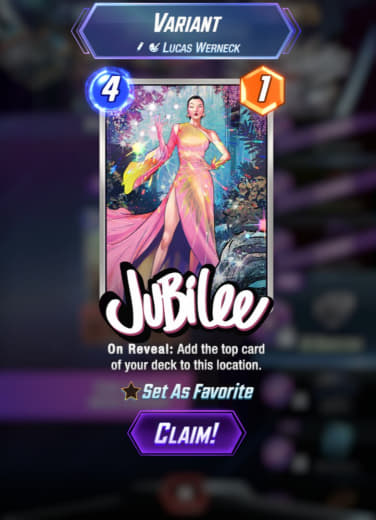 VARIANT
LUCAS WERNECK
4
1
JUBILEE
On Reveal: Add the top card
of your deck to this location.
SET AS FAVORITE
CLAIM!